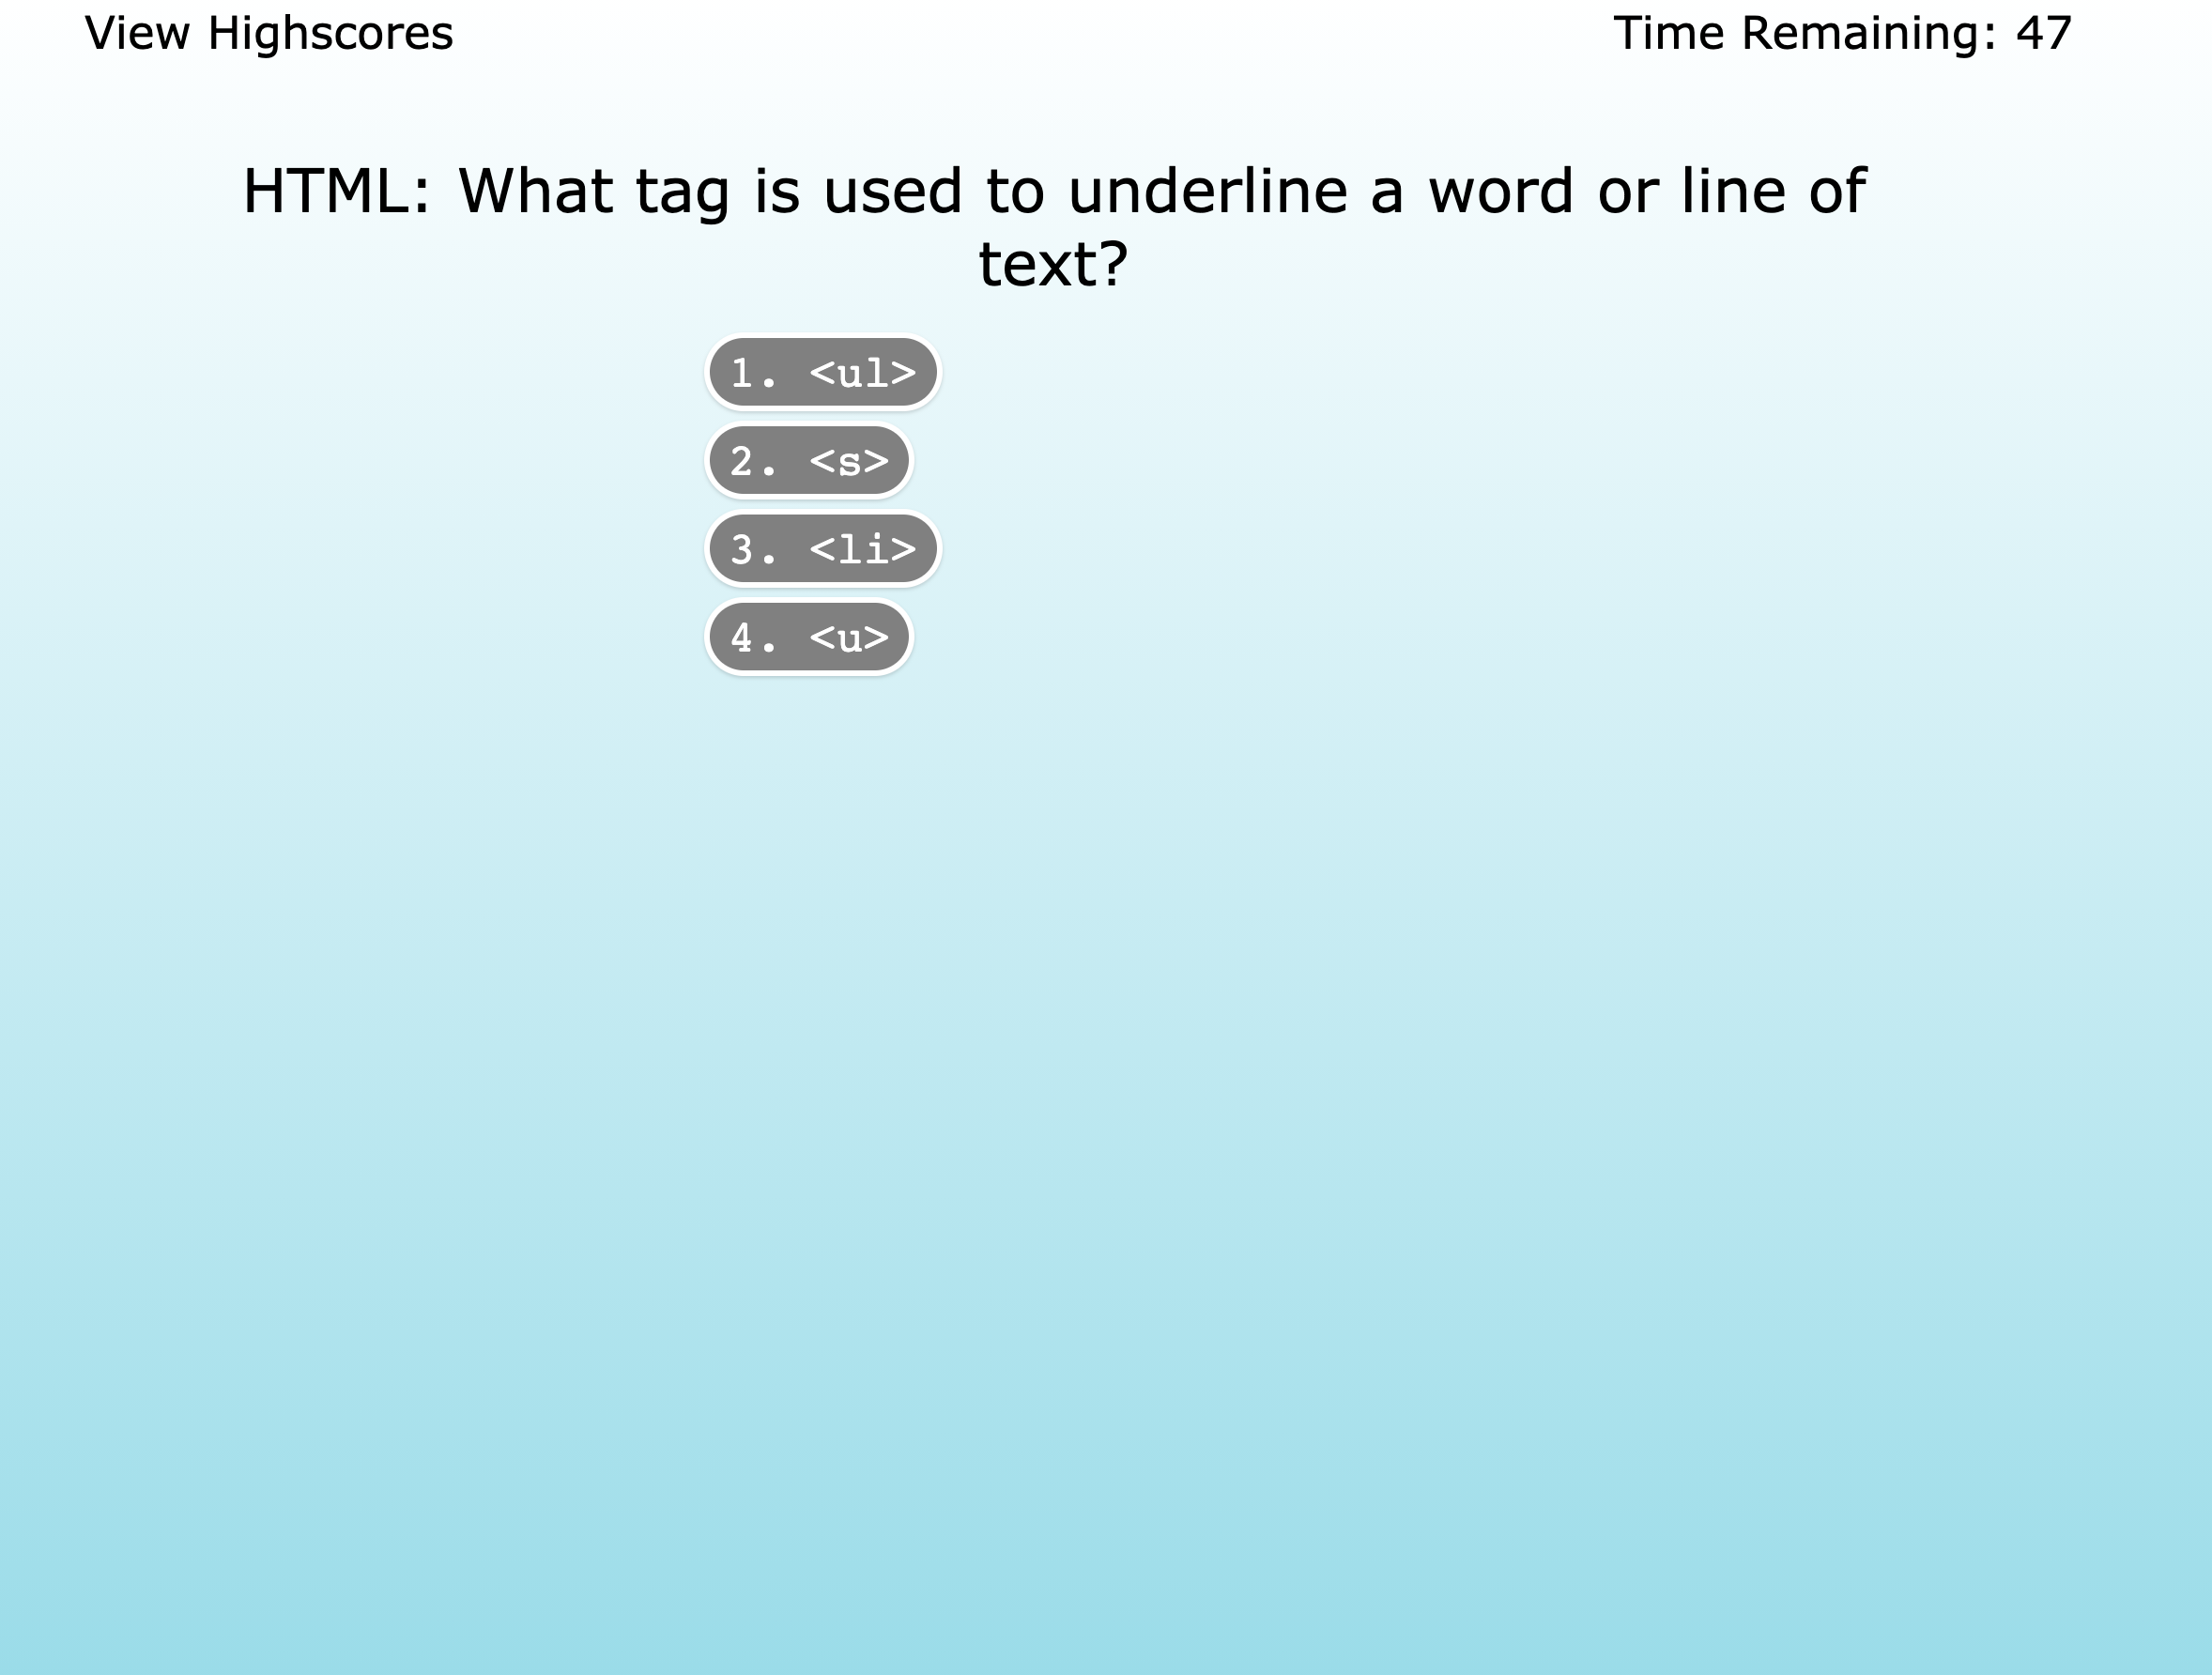 View Highscores
Time Remaining: 47
HTML: What tag is used to underline a word or line of
text?
1. <ul>
2. <s>
3. <li>
4. <u>